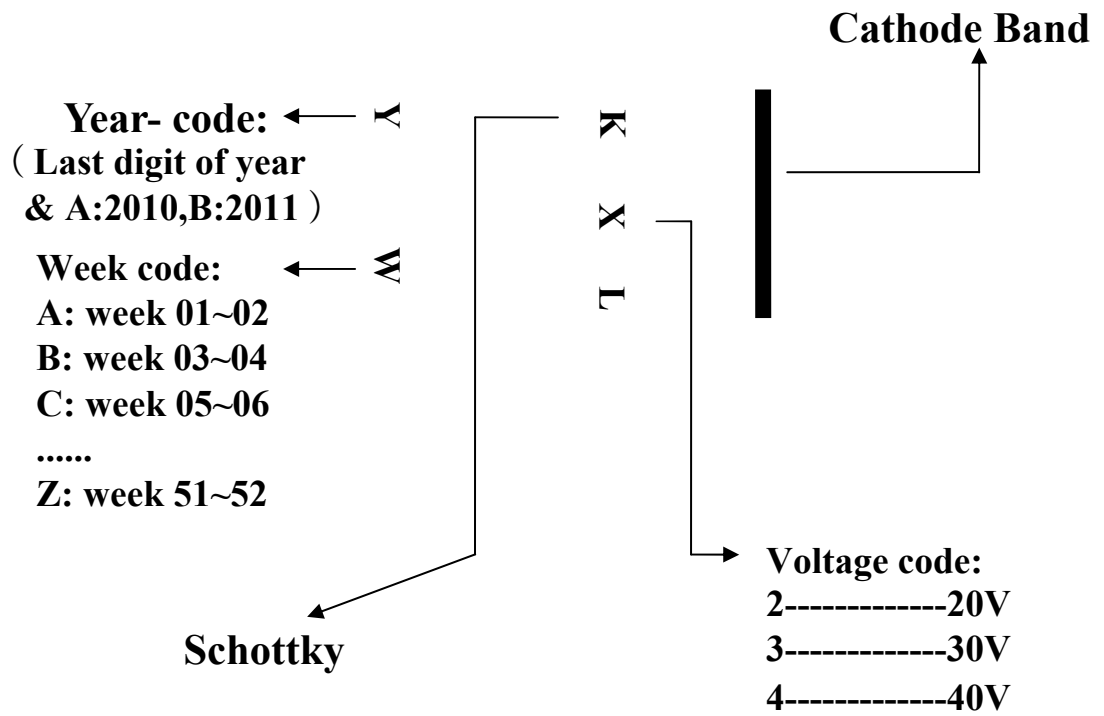 Cathode Band
Year- code:
Y
K
( Last digit of year
& A:2010,B:2011 )
X
Week code:
W
L
A: week 01~02
B: week 03~04
C: week 05~06
......
Z: week 51~52
Schottky
Voltage code:
2-------------20V
3-------------30V
4-------------40V